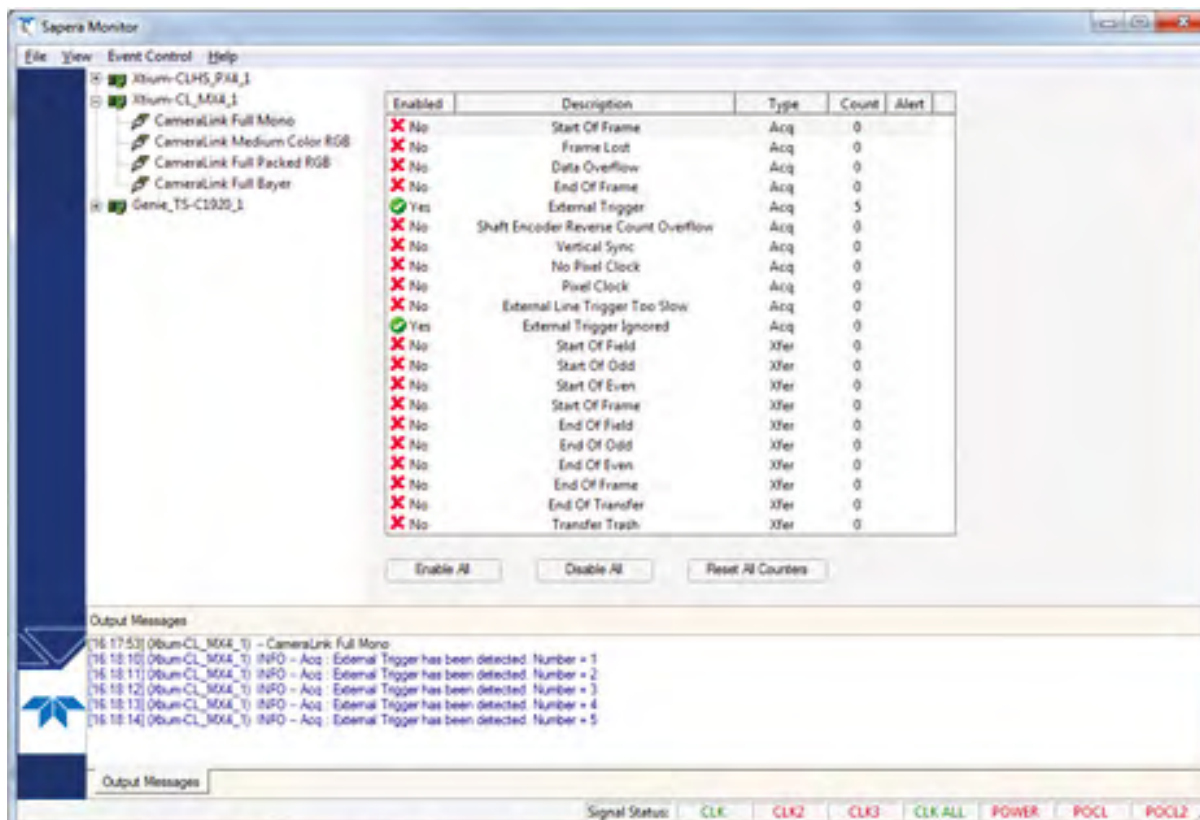 Sapera Monitor
File View Event Control Help
Xtium-CLHS_PX4_1
Xtium-CL_MX4_1
CameraLink Full Mono
CameraLink Medium Color RGB
CameraLink Full Packed RGB
CameraLink Full Bayer
Genie_TS-C1920_1
Enabled Description Type Count Alert
No Start Of Frame Acq 0
No Frame Lost Acq 0
No Data Overflow Acq 0
No End Of Frame Acq 0
Yes External Trigger Acq 5
No Shaft Encoder Reverse Count Overflow Acq 0
No Vertical Sync Acq 0
No No Pixel Clock Acq 0
No Pixel Clock Acq 0
No External Line Trigger Too Slow Acq 0
Yes External Trigger Ignored Acq 0
No Start Of Field Xfer 0
No Start Of Odd Xfer 0
No Start Of Even Xfer 0
No Start Of Frame Xfer 0
No End Of Field Xfer 0
No End Of Odd Xfer 0
No End Of Even Xfer 0
No End Of Frame Xfer 0
No End Of Transfer Xfer 0
No Transfer Trash Xfer 0
Enable All Disable All Reset All Counters
Output Messages
[16:17:53] (Xtium-CL_MX4_1) - CameraLink Full Mono
[16:18:10] (Xtium-CL_MX4_1) INFO - Acq : External Trigger has been detected. Number = 1
[16:18:11] (Xtium-CL_MX4_1) INFO - Acq : External Trigger has been detected. Number = 2
[16:18:12] (Xtium-CL_MX4_1) INFO - Acq : External Trigger has been detected. Number = 3
[16:18:13] (Xtium-CL_MX4_1) INFO - Acq : External Trigger has been detected. Number = 4
[16:18:14] (Xtium-CL_MX4_1) INFO - Acq : External Trigger has been detected. Number = 5
Output Messages
Signal Status: CLK CLK2 CLK3 CLK ALL POWER POCL POCL2